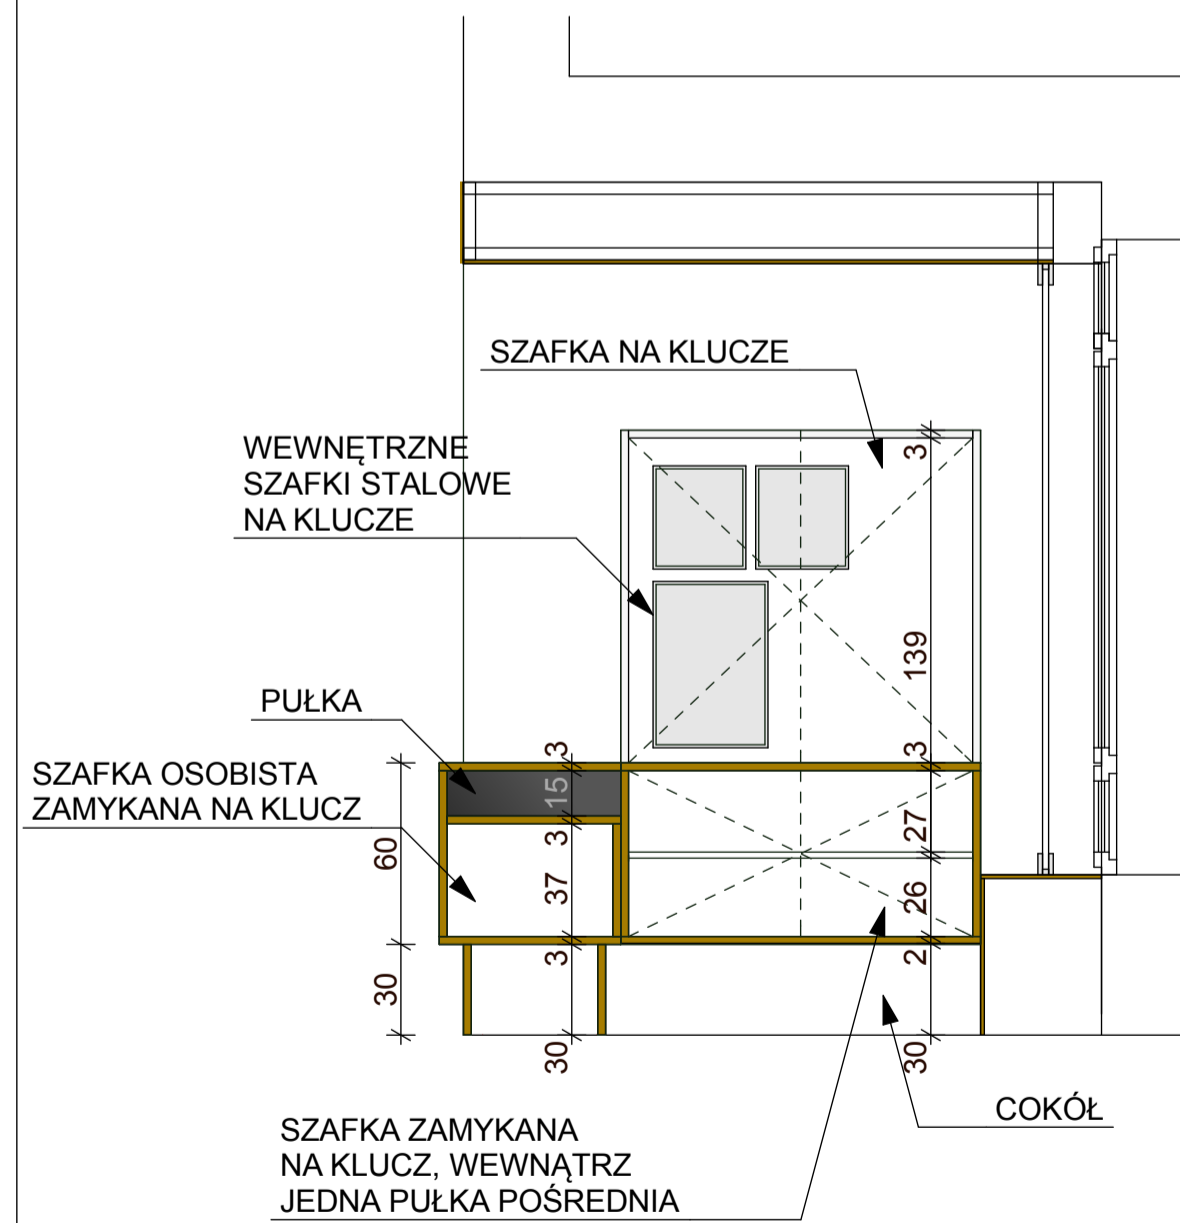 SZAFKA NA KLUCZE
WEWNĘTRZNE
SZAFKI STALOWE
NA KLUCZE
3
139
PUŁKA
3
3
SZAFKA OSOBISTA
ZAMYKANA NA KLUCZ
15
60
3
27
37
26
3
2
30
30
30
COKÓŁ
SZAFKA ZAMYKANA
NA KLUCZ, WEWNĄTRZ
JEDNA PUŁKA POŚREDNIA